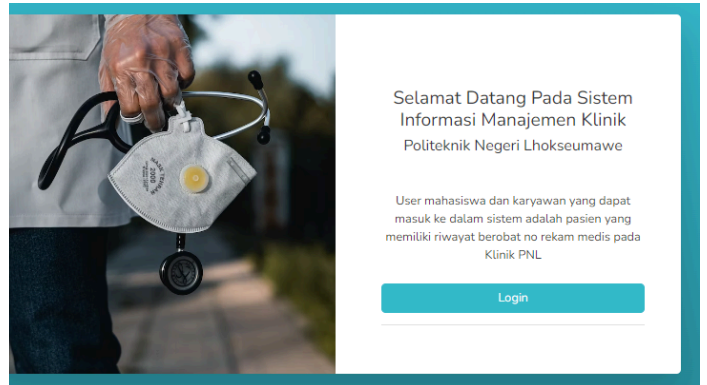 Selamat Datang Pada Sistem
Informasi Manajemen Klinik
Politeknik Negeri Lhokseumawe
User mahasiswa dan karyawan yang dapat
masuk ke dalam sistem adalah pasien yang
memiliki riwayat berobat no rekam medis pada
Klinik PNL
Login